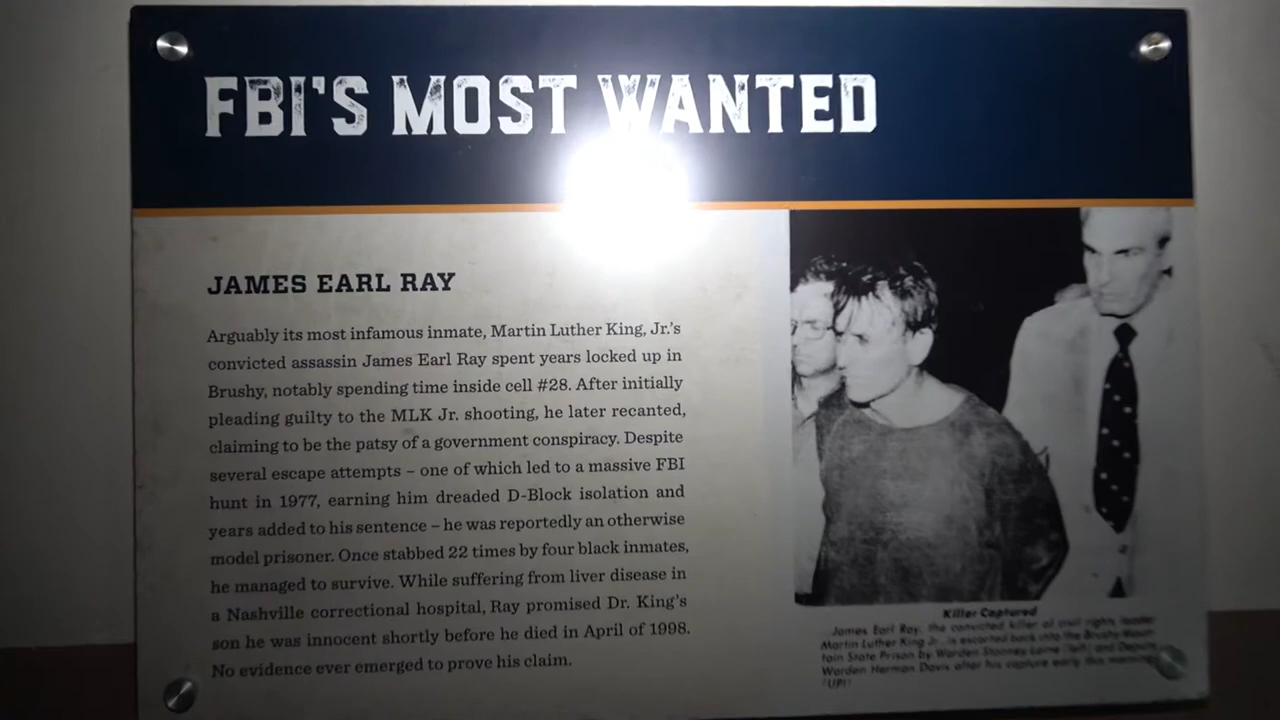 FBI'S MOST WANTED
JAMES EARL RAY
Arguably its most infamous inmate, Martin Luther King, Jr.'s
convicted assassin James Earl Ray spent years locked up in
Brushy, notably spending time inside cell #28. After initially
pleading guilty to the MLK Jr. shooting, he later recanted,
claiming to be the patsy of a government conspiracy. Despite
several escape attempts – one of which led to a massive FBI
hunt in 1977, earning him dreaded D-Block isolation and
years added to his sentence – he was reportedly an otherwise
model prisoner. Once stabbed 22 times by four black inmates,
he managed to survive. While suffering from liver disease in
a Nashville correctional hospital, Ray promised Dr. King's
son he was innocent shortly before he died in April of 1998.
No evidence ever emerged to prove his claim.
Killer Captured
James Earl Ray, the convicted killer of civil rights leader
Martin Luther King Jr. is escorted back into the Brushy Moun-
tain State Prison by Warden Stonney Lane (left) and Deputy
Warden Herman Davis after his capture early this morning.
(UPI)